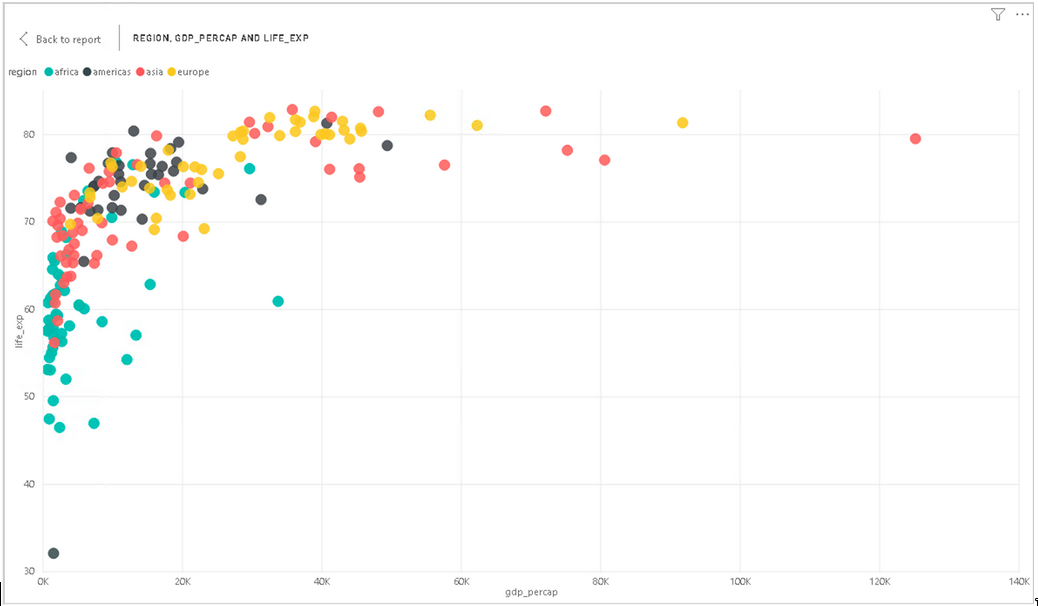 Back to report
REGION, GDP_PERCAP AND LIFE_EXP
region africa americas asia europe
80
70
60
50
40
30
life_exp
0K 20K 40K 60K 80K 100K 120K 140K
gdp_percap